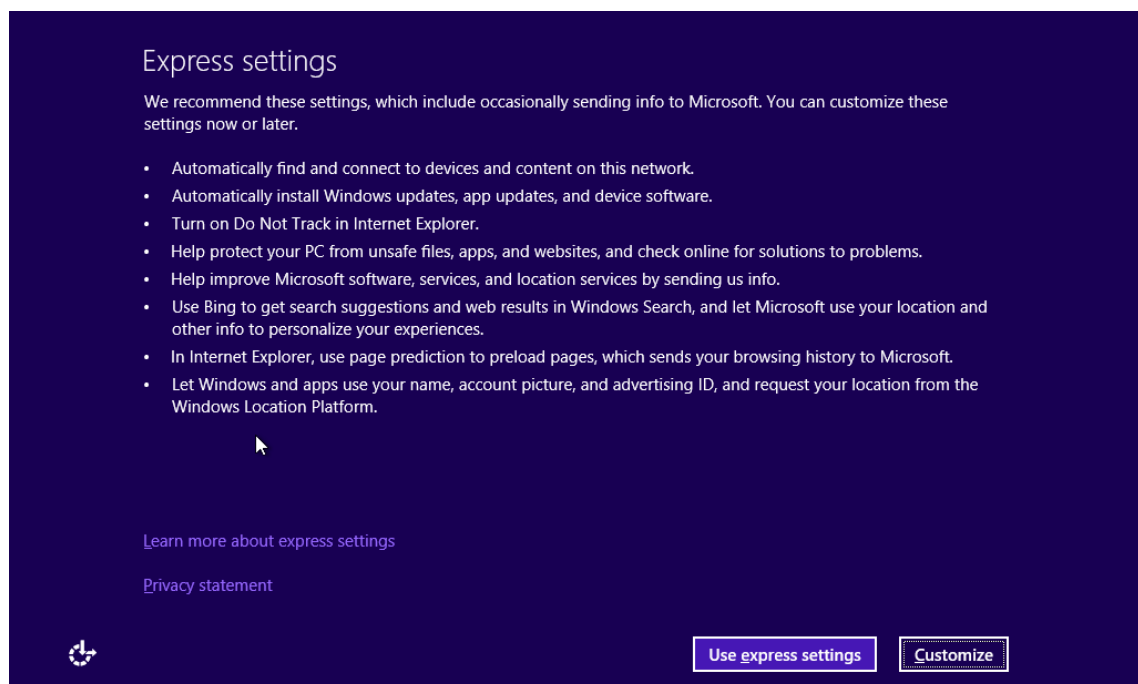 Express settings
We recommend these settings, which include occasionally sending info to Microsoft. You can customize these
settings now or later.
• Automatically find and connect to devices and content on this network.
• Automatically install Windows updates, app updates, and device software.
• Turn on Do Not Track in Internet Explorer.
• Help protect your PC from unsafe files, apps, and websites, and check online for solutions to problems.
• Help improve Microsoft software, services, and location services by sending us info.
• Use Bing to get search suggestions and web results in Windows Search, and let Microsoft use your location and
other info to personalize your experiences.
• In Internet Explorer, use page prediction to preload pages, which sends your browsing history to Microsoft.
• Let Windows and apps use your name, account picture, and advertising ID, and request your location from the
Windows Location Platform.
Learn more about express settings
Privacy statement
Use express settings
Customize